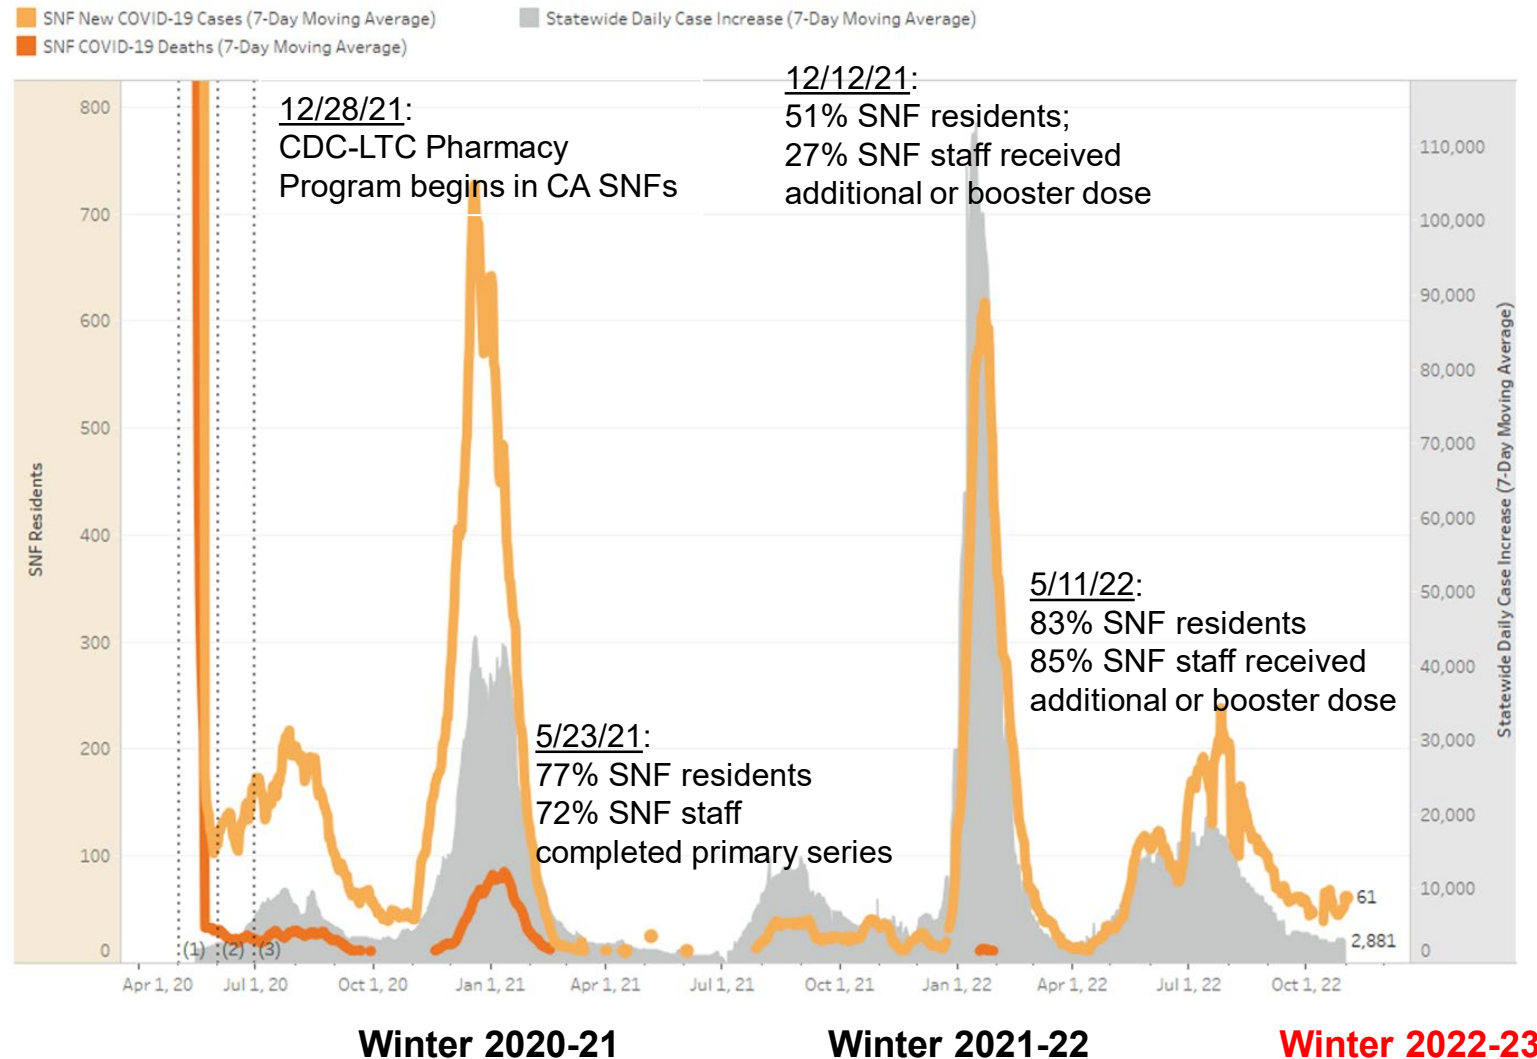 SNF New COVID-19 Cases (7-Day Moving Average)
Statewide Daily Case Increase (7-Day Moving Average)
SNF COVID-19 Deaths (7-Day Moving Average)
12/28/21:
CDC-LTC Pharmacy
Program begins in CA SNFs
12/12/21:
51% SNF residents;
27% SNF staff received
additional or booster dose
5/23/21:
77% SNF residents
72% SNF staff
completed primary series
5/11/22:
83% SNF residents
85% SNF staff received
additional or booster dose
SNF Residents
800
700
600
500
400
300
200
100
0
Statewide Daily Case Increase (7-Day Moving Average)
110,000
100,000
90,000
80,000
70,000
60,000
50,000
40,000
30,000
20,000
10,000
0
61
2,881
(1) (2) (3)
Apr 1, 20 Jul 1, 20 Oct 1, 20 Jan 1, 21 Apr 1, 21 Jul 1, 21 Oct 1, 21 Jan 1, 22 Apr 1, 22 Jul 1, 22 Oct 1, 22
Winter 2020-21 Winter 2021-22 Winter 2022-23